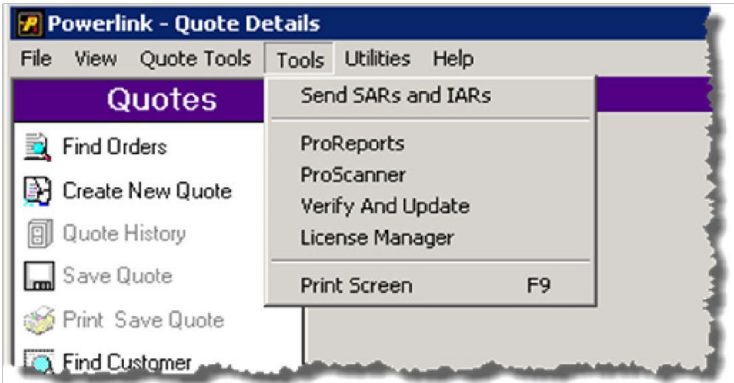 Powerlink - Quote Details
File View Quote Tools Tools Utilities Help
Quotes
Find Orders
Create New Quote
Quote History
Save Quote
Print Save Quote
Find Customer
Send SARs and IARs
ProReports
ProScanner
Verify And Update
License Manager
Print Screen F9